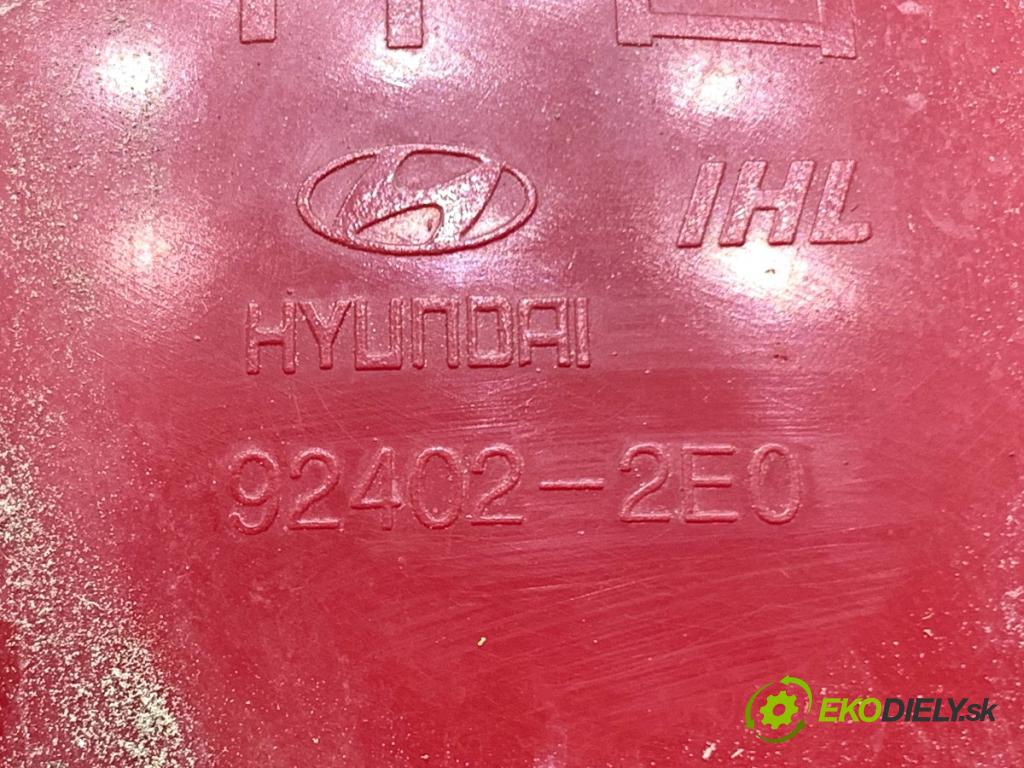 IHL
HYUNDAI
92402-2E0
EKODIELY.sk